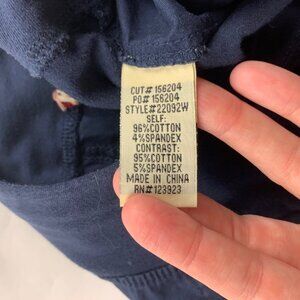 CUT# 156204
PO# 156204
STYLE#22092W
SELF:
96%COTTON
4%SPANDEX
CONTRAST:
95%COTTON
5%SPANDEX
MADE IN CHINA
RN#123923